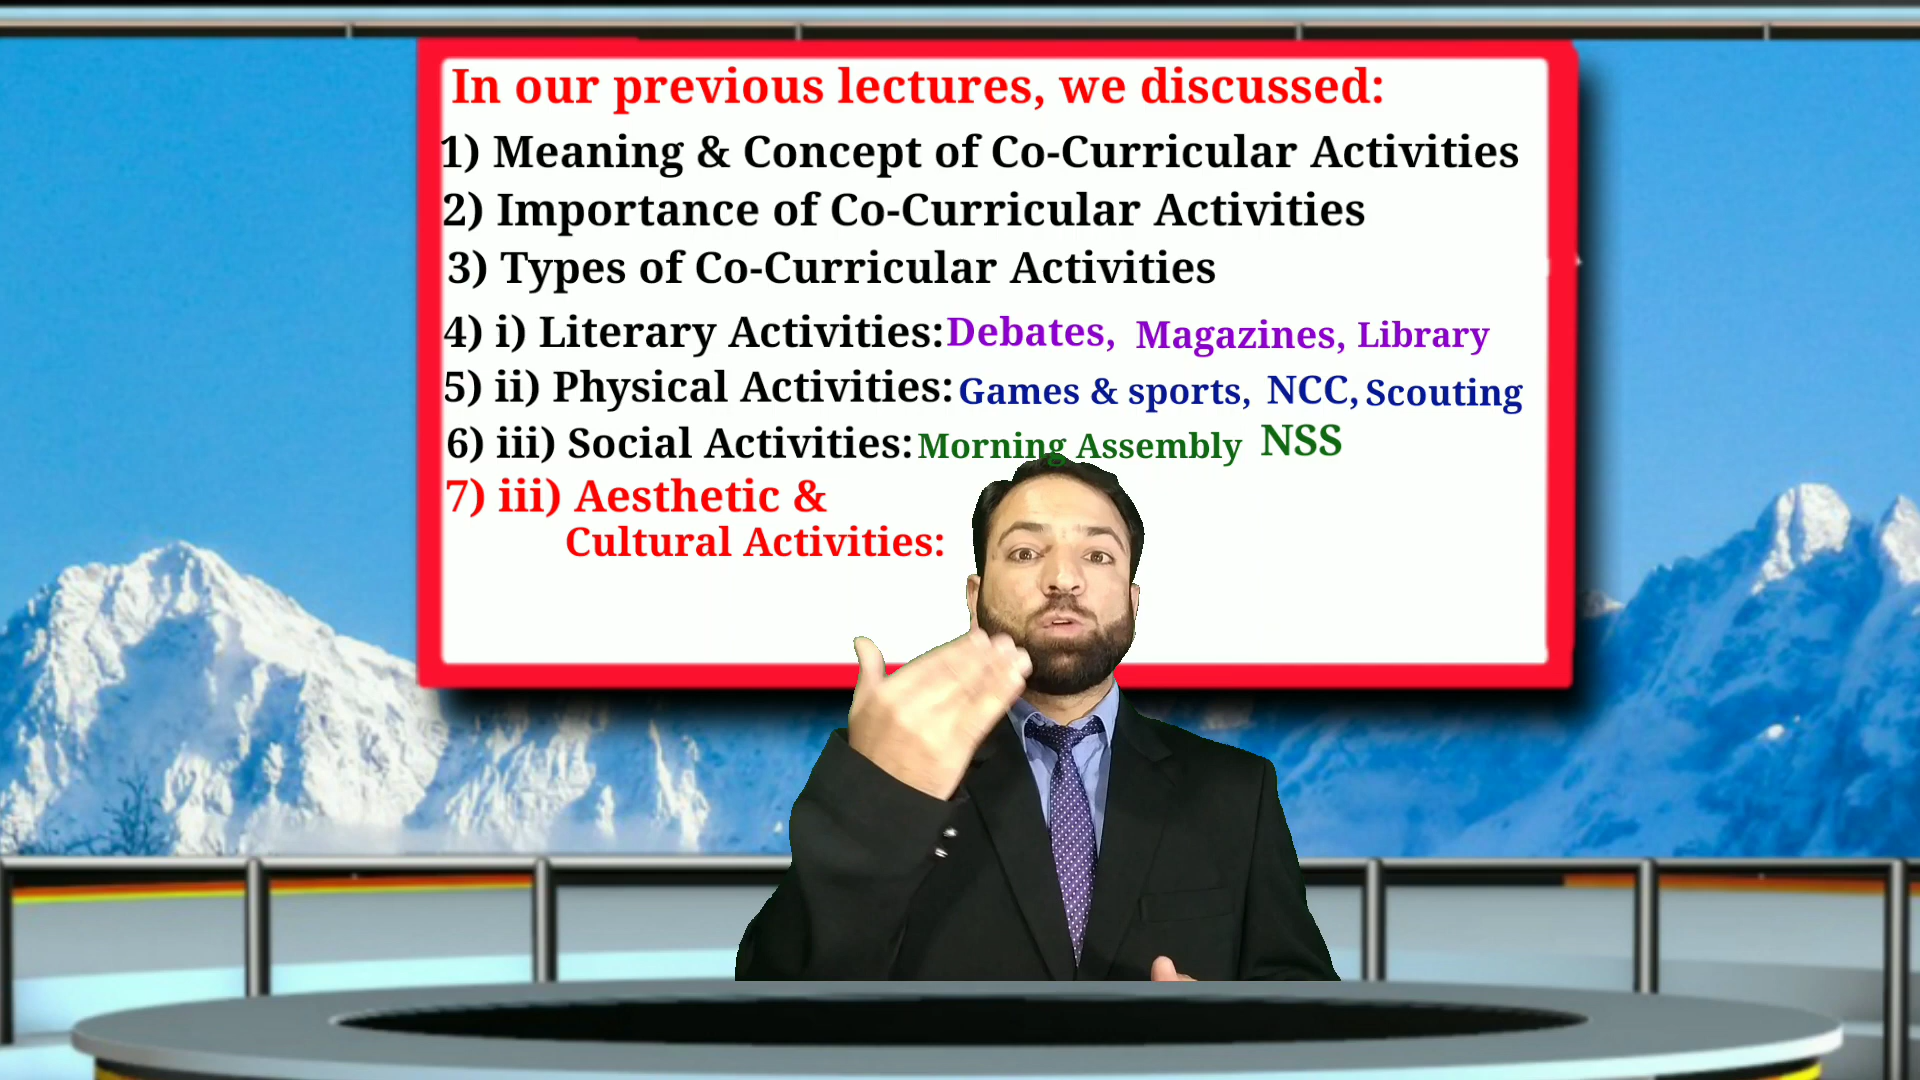 In our previous lectures, we discussed:
1) Meaning & Concept of Co-Curricular Activities
2) Importance of Co-Curricular Activities
3) Types of Co-Curricular Activities
4) i) Literary Activities: Debates, Magazines, Library
5) ii) Physical Activities: Games & sports, NCC, Scouting
6) iii) Social Activities: Morning Assembly NSS
7) iii) Aesthetic &
Cultural Activities: